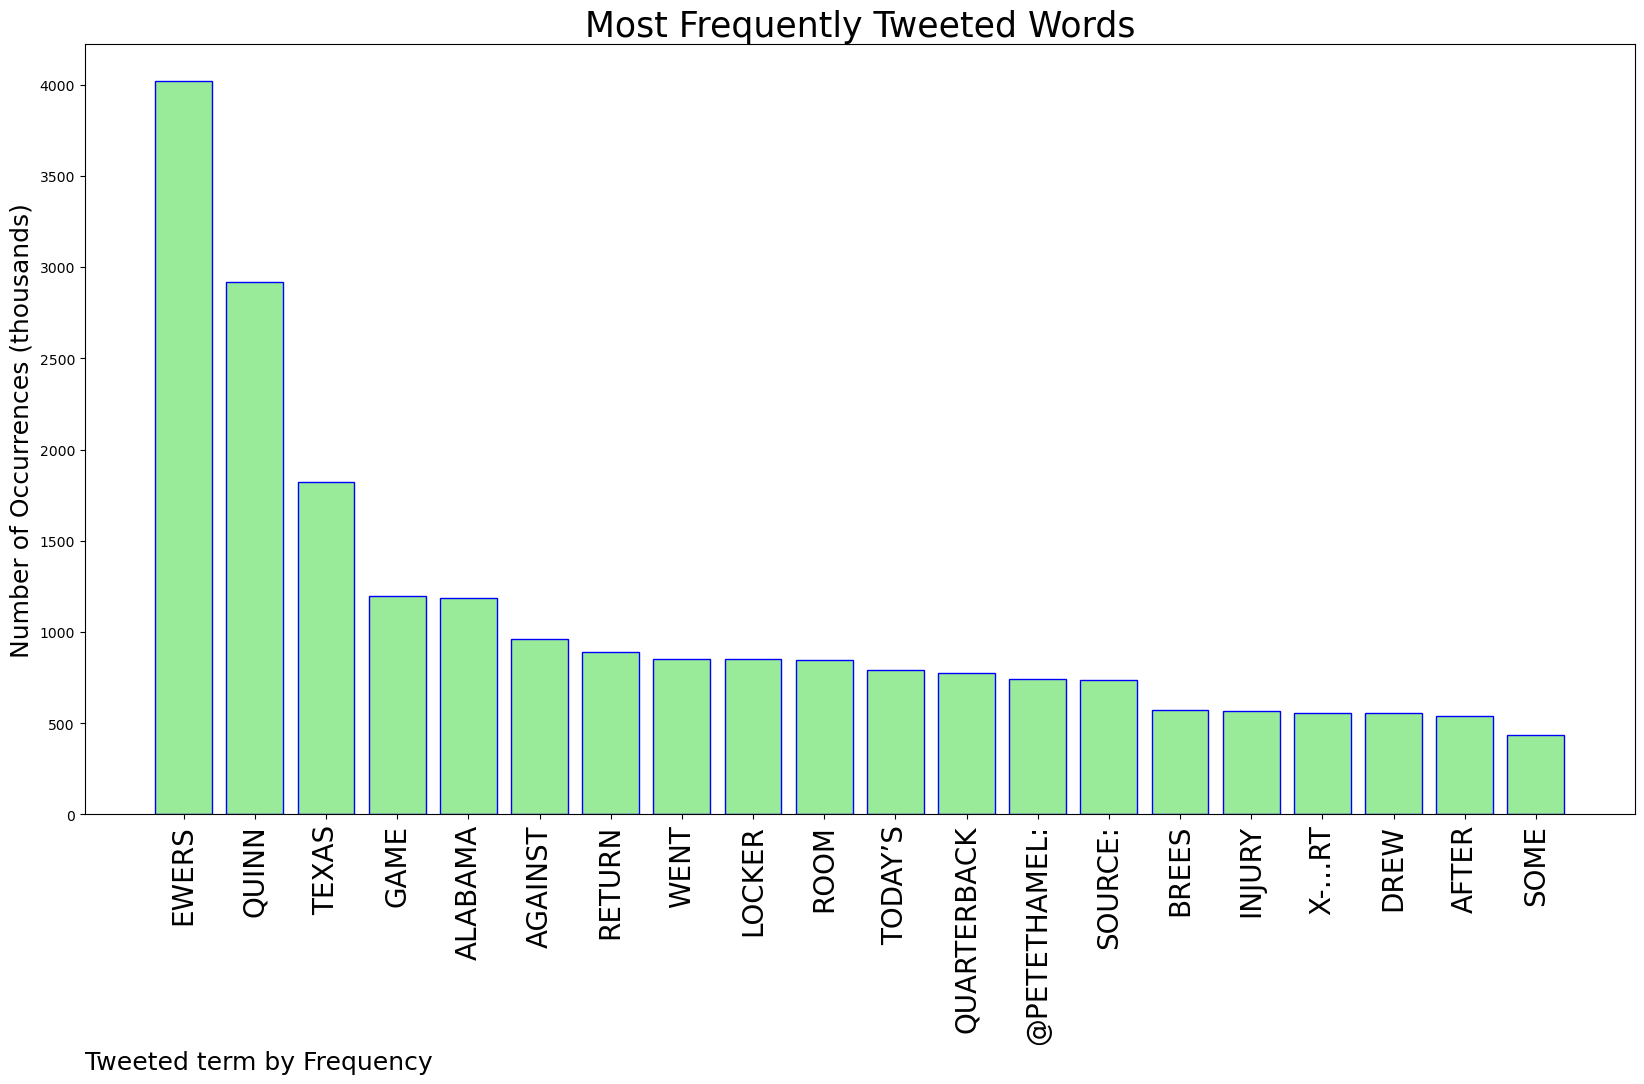 Most Frequently Tweeted Words
Number of Occurrences (thousands)
4000
3500
3000
2500
2000
1500
1000
500
0
EWERS
QUINN
TEXAS
GAME
ALABAMA
AGAINST
RETURN
WENT
LOCKER
ROOM
TODAY’S
QUARTERBACK
@PETETHAMEL:
SOURCE:
BREES
INJURY
X-…RT
DREW
AFTER
SOME
Tweeted term by Frequency